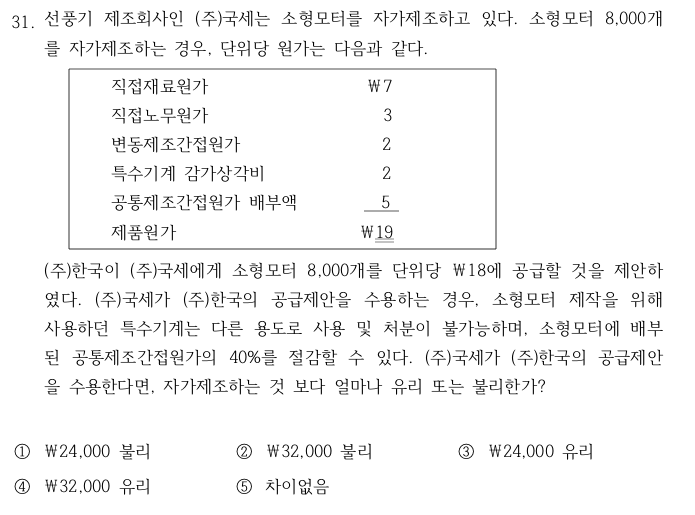 31. 선풍기 제조회사인 (주)국세는 소형모터를 자가제조하고 있다. 소형모터 8,000개
를 자가제조하는 경우, 단위당 원가는 다음과 같다.
직접재료원가 ₩7
직접노무원가 3
변동제조간접원가 2
특수기계 감가상각비 2
공통제조간접원가 배부액 5
제품원가 ₩19
(주)한국이 (주)국세에게 소형모터 8,000개를 단위당 ₩18에 공급할 것을 제안하
였다. (주)국세가 (주)한국의 공급제안을 수용하는 경우, 소형모터 제작을 위해
사용하던 특수기계는 다른 용도로 사용 및 처분이 불가능하며, 소형모터에 배부
된 공통제조간접원가의 40%를 절감할 수 있다. (주)국세가 (주)한국의 공급제안
을 수용한다면, 자가제조하는 것 보다 얼마나 유리 또는 불리한가?
① ₩24,000 불리 ② ₩32,000 불리 ③ ₩24,000 유리
④ ₩32,000 유리 ⑤ 차이없음